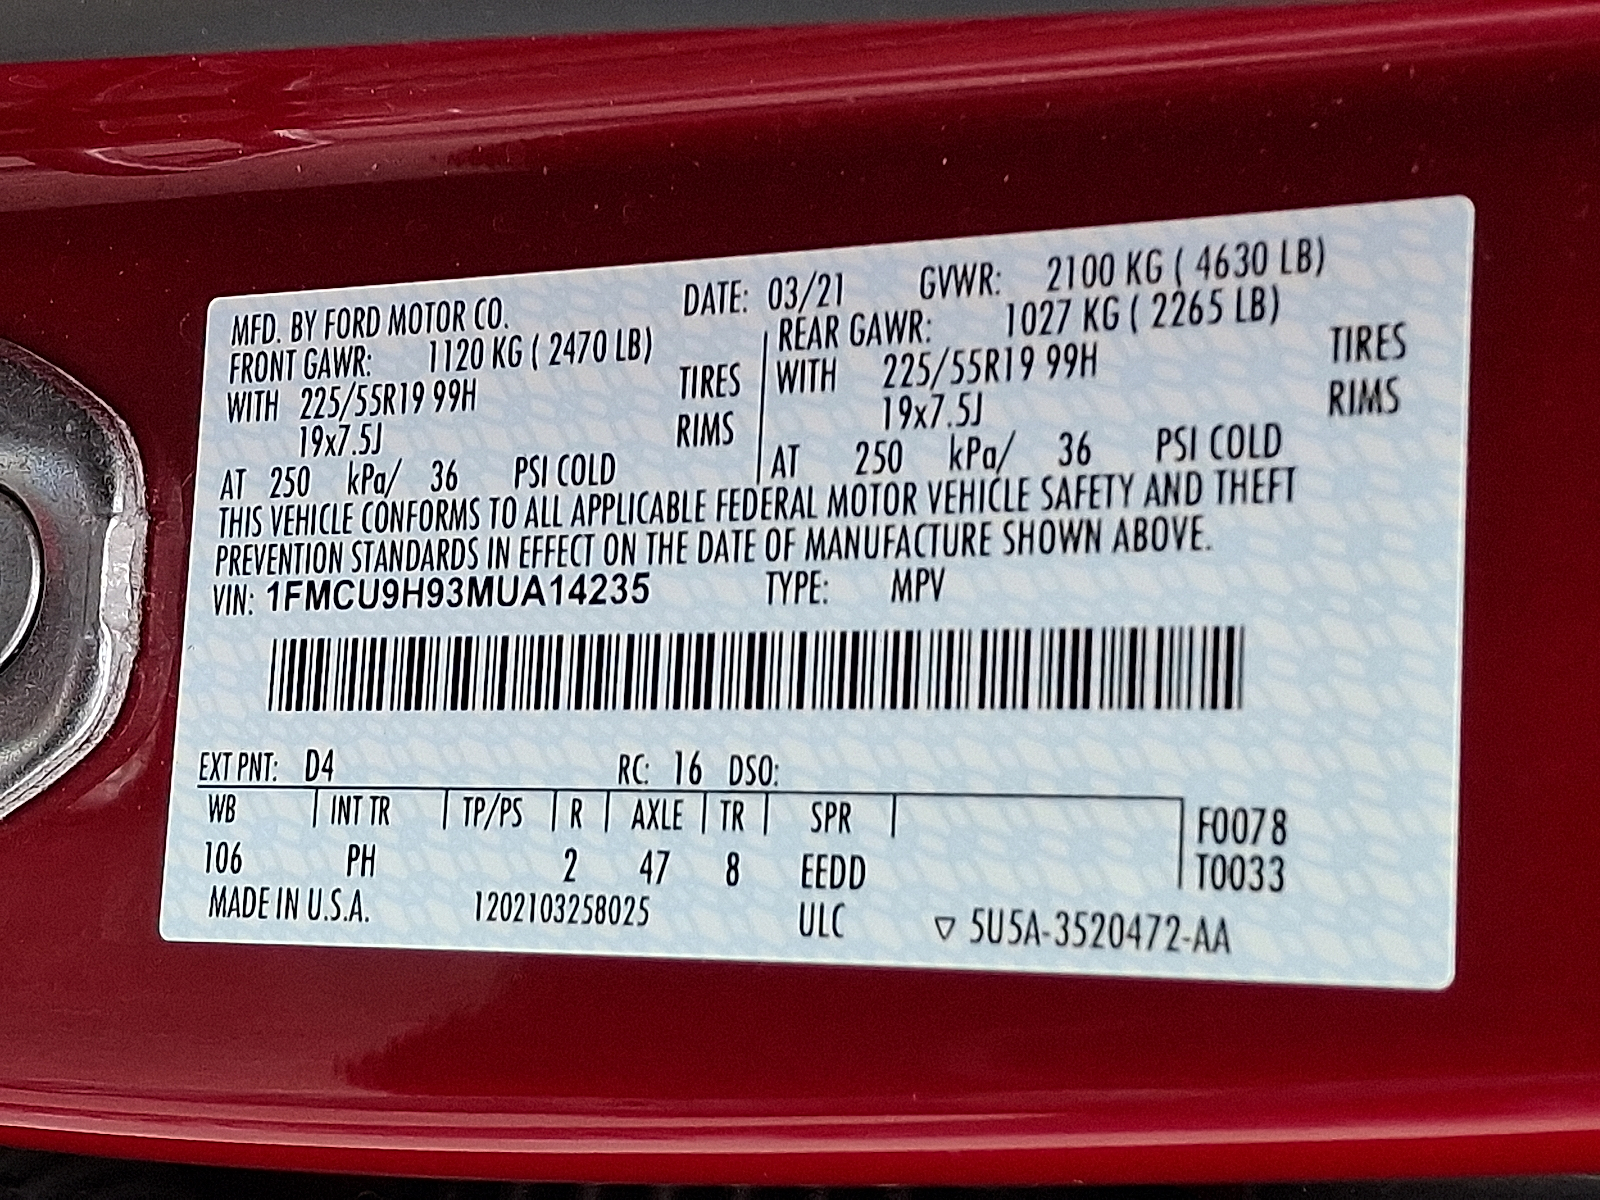 MFD. BY FORD MOTOR CO. DATE: 03/21 GVWR: 2100 KG ( 4630 LB)
FRONT GAWR: 1120 KG ( 2470 LB) REAR GAWR: 1027 KG ( 2265 LB)
WITH 225/55R19 99H TIRES WITH 225/55R19 99H TIRES
19x7.5J RIMS 19x7.5J RIMS
AT 250 kPa/ 36 PSI COLD AT 250 kPa/ 36 PSI COLD
THIS VEHICLE CONFORMS TO ALL APPLICABLE FEDERAL MOTOR VEHICLE SAFETY AND THEFT
PREVENTION STANDARDS IN EFFECT ON THE DATE OF MANUFACTURE SHOWN ABOVE.
VIN: 1FMCU9H93MUA14235 TYPE: MPV
EXT PNT: D4 RC: 16 DSO:
WB INT TR TP/PS R AXLE TR SPR F0078
106 PH 2 47 8 EEDD T0033
MADE IN U.S.A. 1202103258025 ULC ▽ 5U5A-3520472-AA